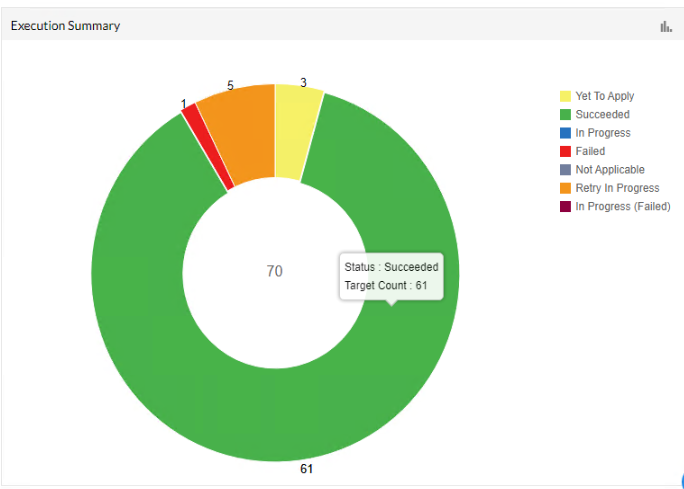 Execution Summary
3
5
1
Yet To Apply
Succeeded
In Progress
Failed
Not Applicable
Retry In Progress
In Progress (Failed)
70
Status : Succeeded
Target Count : 61
61